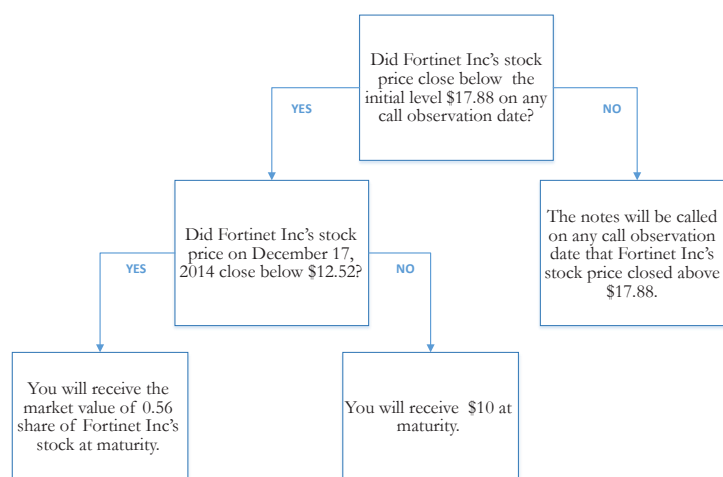 Did Fortinet Inc's stock
price close below the
initial level $17.88 on any
call observation date?
YES
NO
Did Fortinet Inc's stock
price on December 17,
2014 close below $12.52?
The notes will be called
on any call observation
date that Fortinet Inc's
stock price closed above
$17.88.
YES
NO
You will receive the
market value of 0.56
share of Fortinet Inc's
stock at maturity.
You will receive $10 at
maturity.